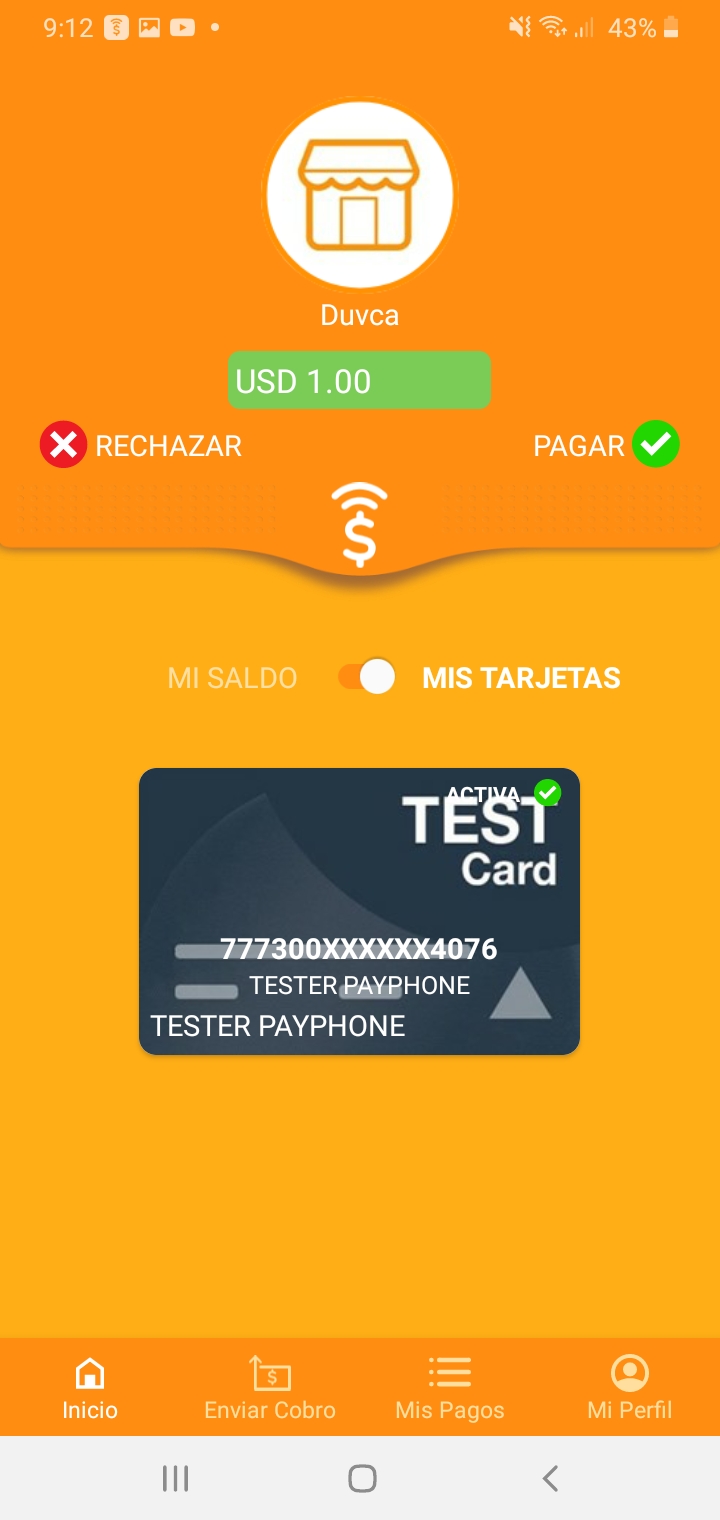 9:12
43%
Duvca
USD 1.00
RECHAZAR
PAGAR
MI SALDO
MIS TARJETAS
ACTIVA
TEST
Card
777300XXXXXX4076
TESTER PAYPHONE
TESTER PAYPHONE
Inicio
Enviar Cobro
Mis Pagos
Mi Perfil